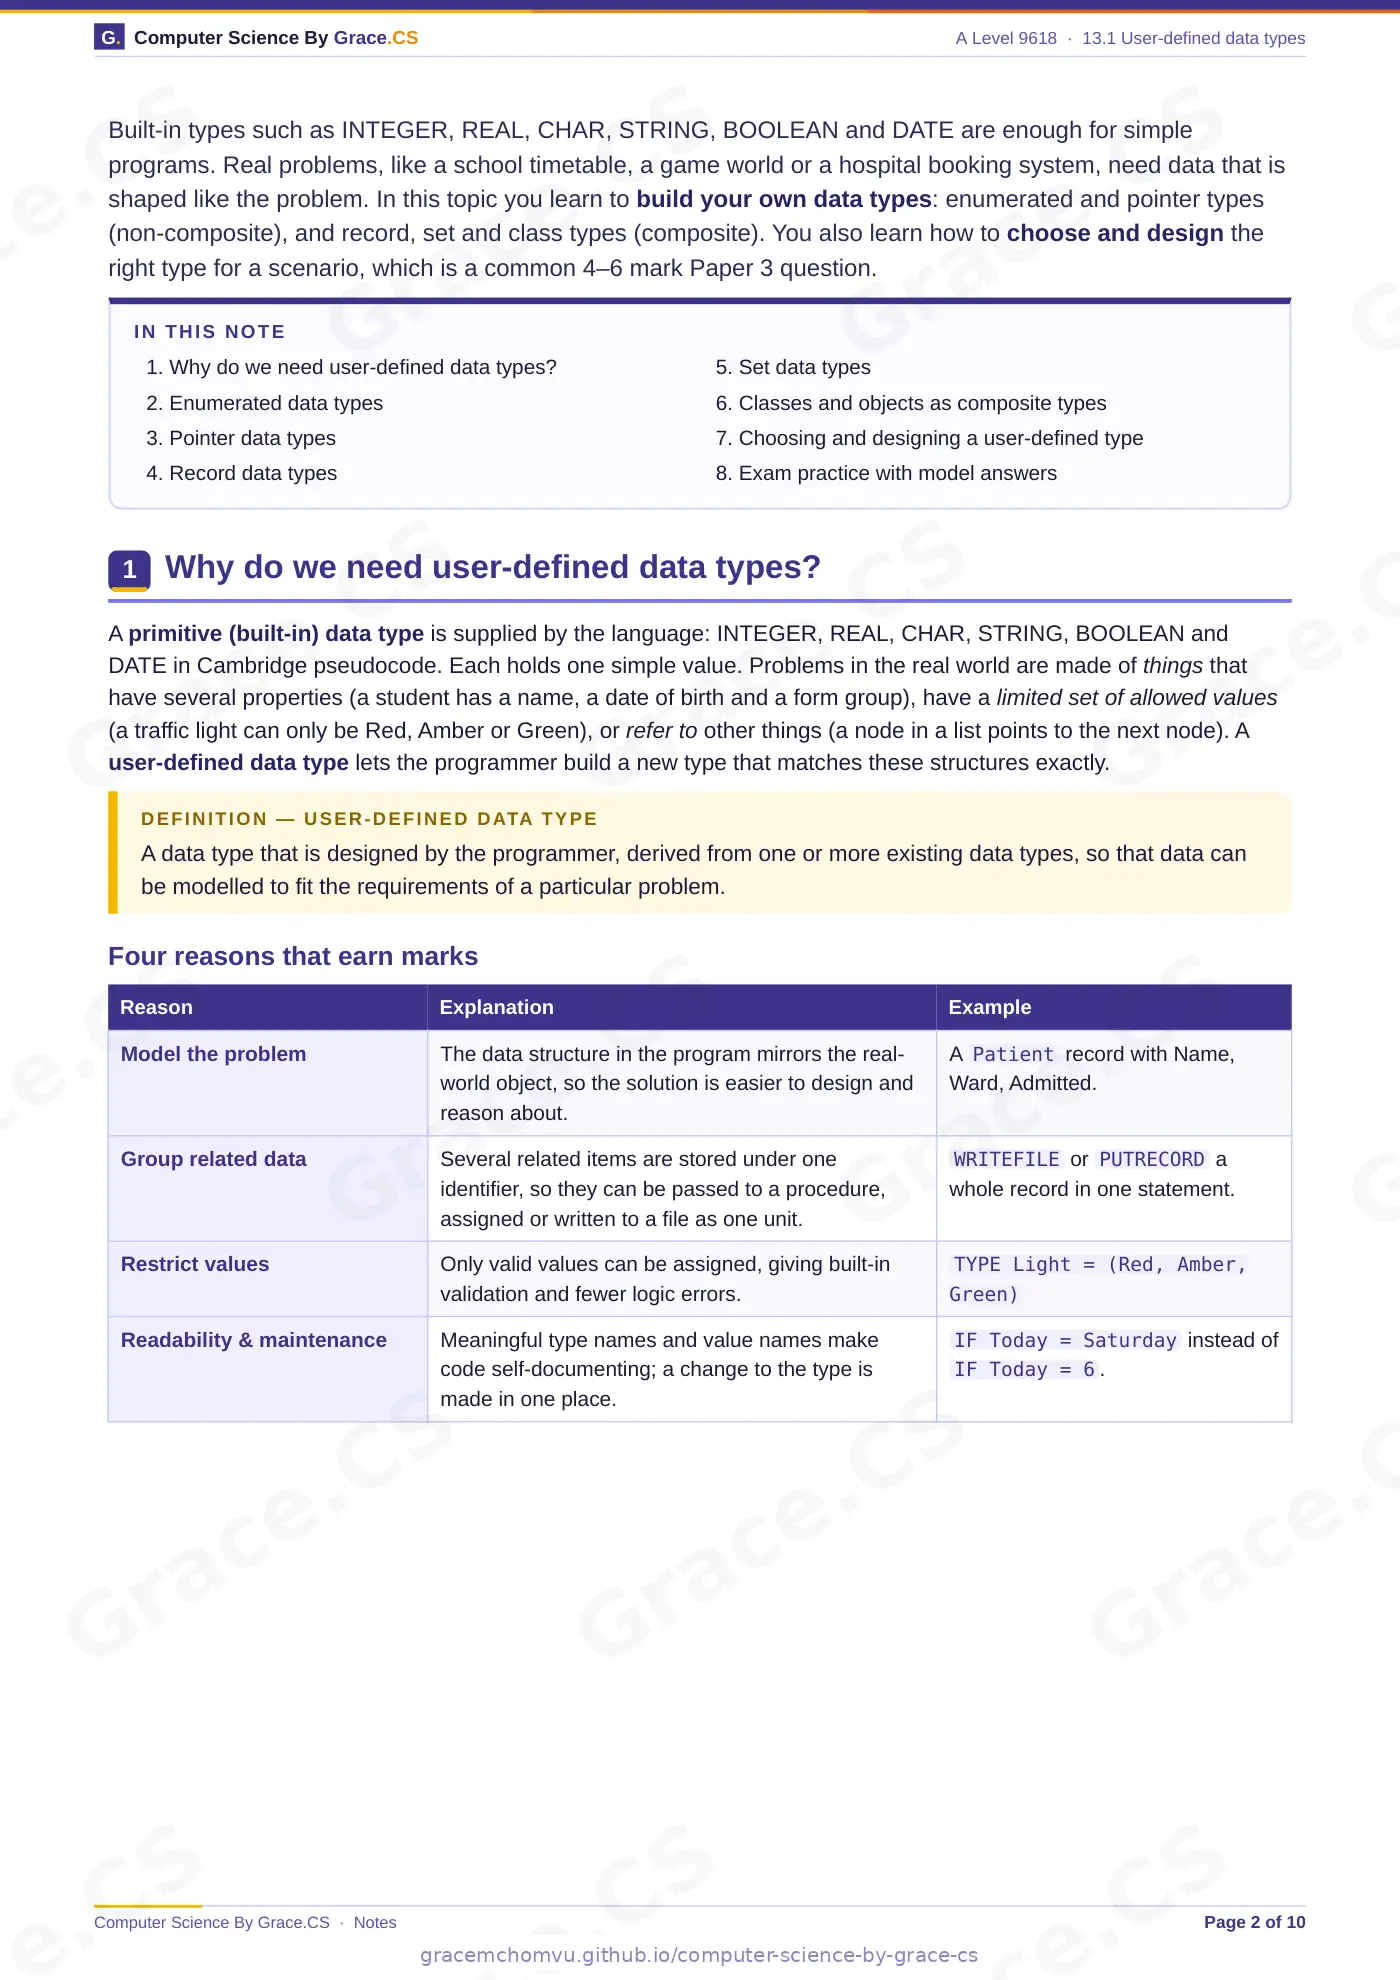 G. Computer Science By Grace.CS
A Level 9618 · 13.1 User-defined data types
Built-in types such as INTEGER, REAL, CHAR, STRING, BOOLEAN and DATE are enough for simple
programs. Real problems, like a school timetable, a game world or a hospital booking system, need data that is
shaped like the problem. In this topic you learn to build your own data types: enumerated and pointer types
(non-composite), and record, set and class types (composite). You also learn how to choose and design the
right type for a scenario, which is a common 4–6 mark Paper 3 question.
IN THIS NOTE
1. Why do we need user-defined data types?
2. Enumerated data types
3. Pointer data types
4. Record data types
5. Set data types
6. Classes and objects as composite types
7. Choosing and designing a user-defined type
8. Exam practice with model answers
1 Why do we need user-defined data types?
A primitive (built-in) data type is supplied by the language: INTEGER, REAL, CHAR, STRING, BOOLEAN and
DATE in Cambridge pseudocode. Each holds one simple value. Problems in the real world are made of things that
have several properties (a student has a name, a date of birth and a form group), have a limited set of allowed values
(a traffic light can only be Red, Amber or Green), or refer to other things (a node in a list points to the next node). A
user-defined data type lets the programmer build a new type that matches these structures exactly.
DEFINITION — USER-DEFINED DATA TYPE
A data type that is designed by the programmer, derived from one or more existing data types, so that data can
be modelled to fit the requirements of a particular problem.
Four reasons that earn marks
Reason Explanation Example
Model the problem
The data structure in the program mirrors the real-
world object, so the solution is easier to design and
reason about.
A Patient record with Name,
Ward, Admitted.
Group related data
Several related items are stored under one
identifier, so they can be passed to a procedure,
assigned or written to a file as one unit.
WRITEFILE or PUTRECORD a
whole record in one statement.
Restrict values
Only valid values can be assigned, giving built-in
validation and fewer logic errors.
TYPE Light = (Red, Amber,
Green)
Readability & maintenance
Meaningful type names and value names make
code self-documenting; a change to the type is
made in one place.
IF Today = Saturday instead of
IF Today = 6.
Computer Science By Grace.CS · Notes
Page 2 of 10
gracemchomvu.github.io/computer-science-by-grace-cs